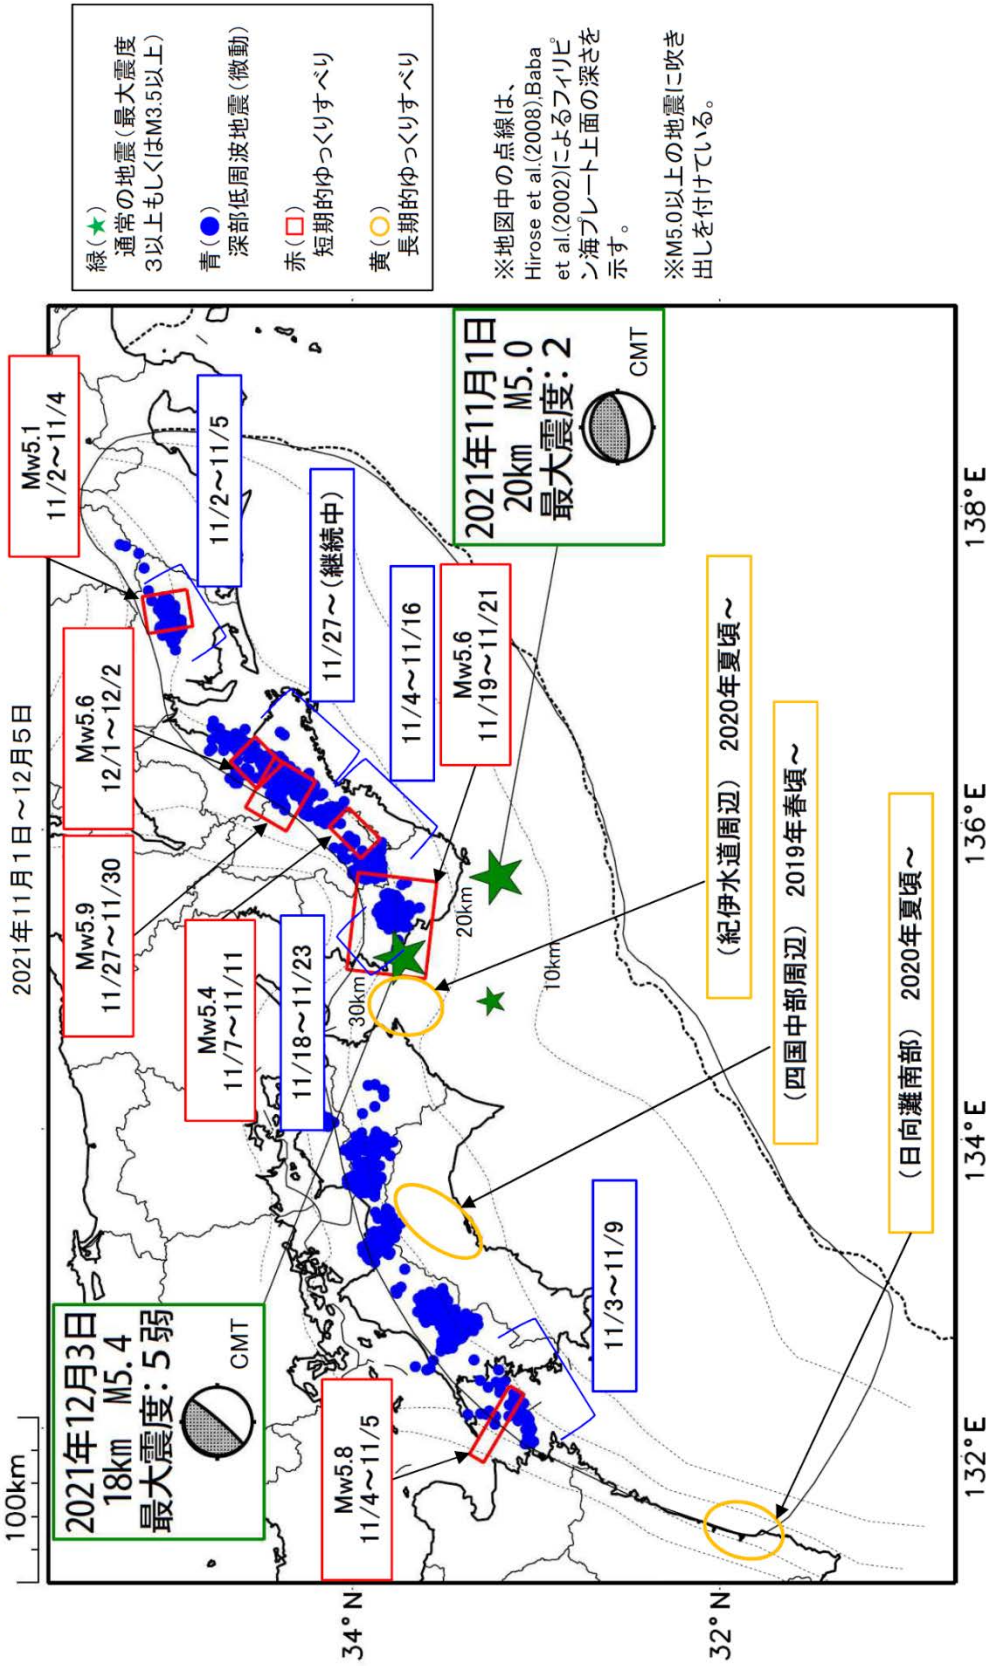 2021年11月1日～12月5日
100km
2021年12月3日
18km M5.4
最大震度：５弱
CMT
Mw5.8
11/4～11/5
Mw5.9
11/27～11/30
Mw5.6
12/1～12/2
Mw5.1
11/2～11/4
11/2～11/5
Mw5.4
11/7～11/11
11/18～11/23
11/27～(継続中)
11/4～11/16
Mw5.6
11/19～11/21
2021年11月1日
20km M5.0
最大震度：２
CMT
11/3～11/9
30km
20km
10km
(紀伊水道周辺) 2020年夏頃～
(四国中部周辺) 2019年春頃～
(日向灘南部) 2020年夏頃～
34°N
32°N
132°E
134°E
136°E
138°E
緑(★)
通常の地震(最大震度
３以上もしくはM3.5以上)
青(●)
深部低周波地震(微動)
赤(□)
短期的ゆっくりすべり
黄(○)
長期的ゆっくりすべり
※地図中の点線は、
Hirose et al.(2008),Baba
et al.(2002)によるフィリピ
ン海プレート上面の深さを
示す。
※M5.0以上の地震に吹き
出しを付けている。